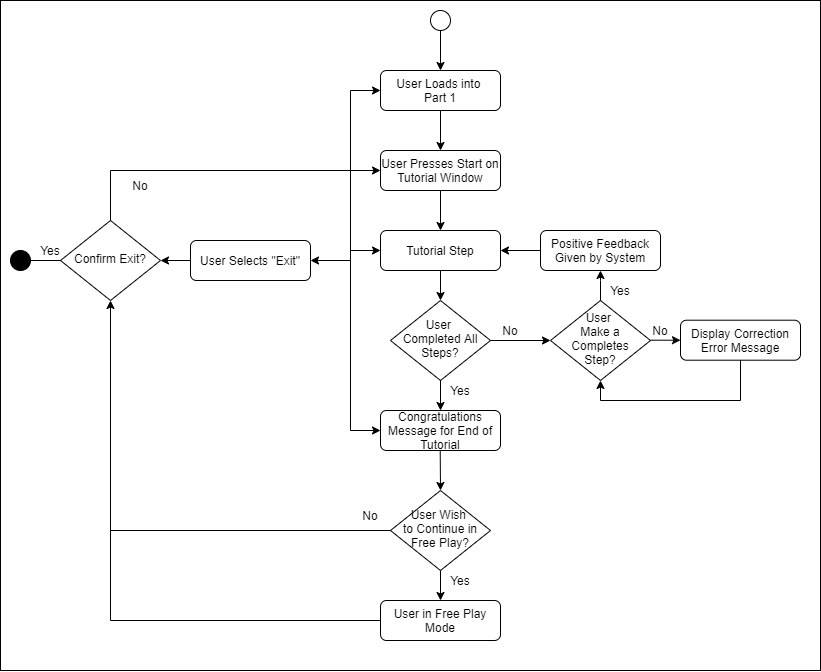 User Loads into
Part 1
User Presses Start on
Tutorial Window
No
Yes
Confirm Exit?
User Selects "Exit"
Tutorial Step
Positive Feedback
Given by System
Yes
User
Completed All
Steps?
No
User
Make a
Completes
Step?
No
Display Correction
Error Message
Yes
Congratulations
Message for End of
Tutorial
No
User Wish
to Continue in
Free Play?
Yes
User in Free Play
Mode